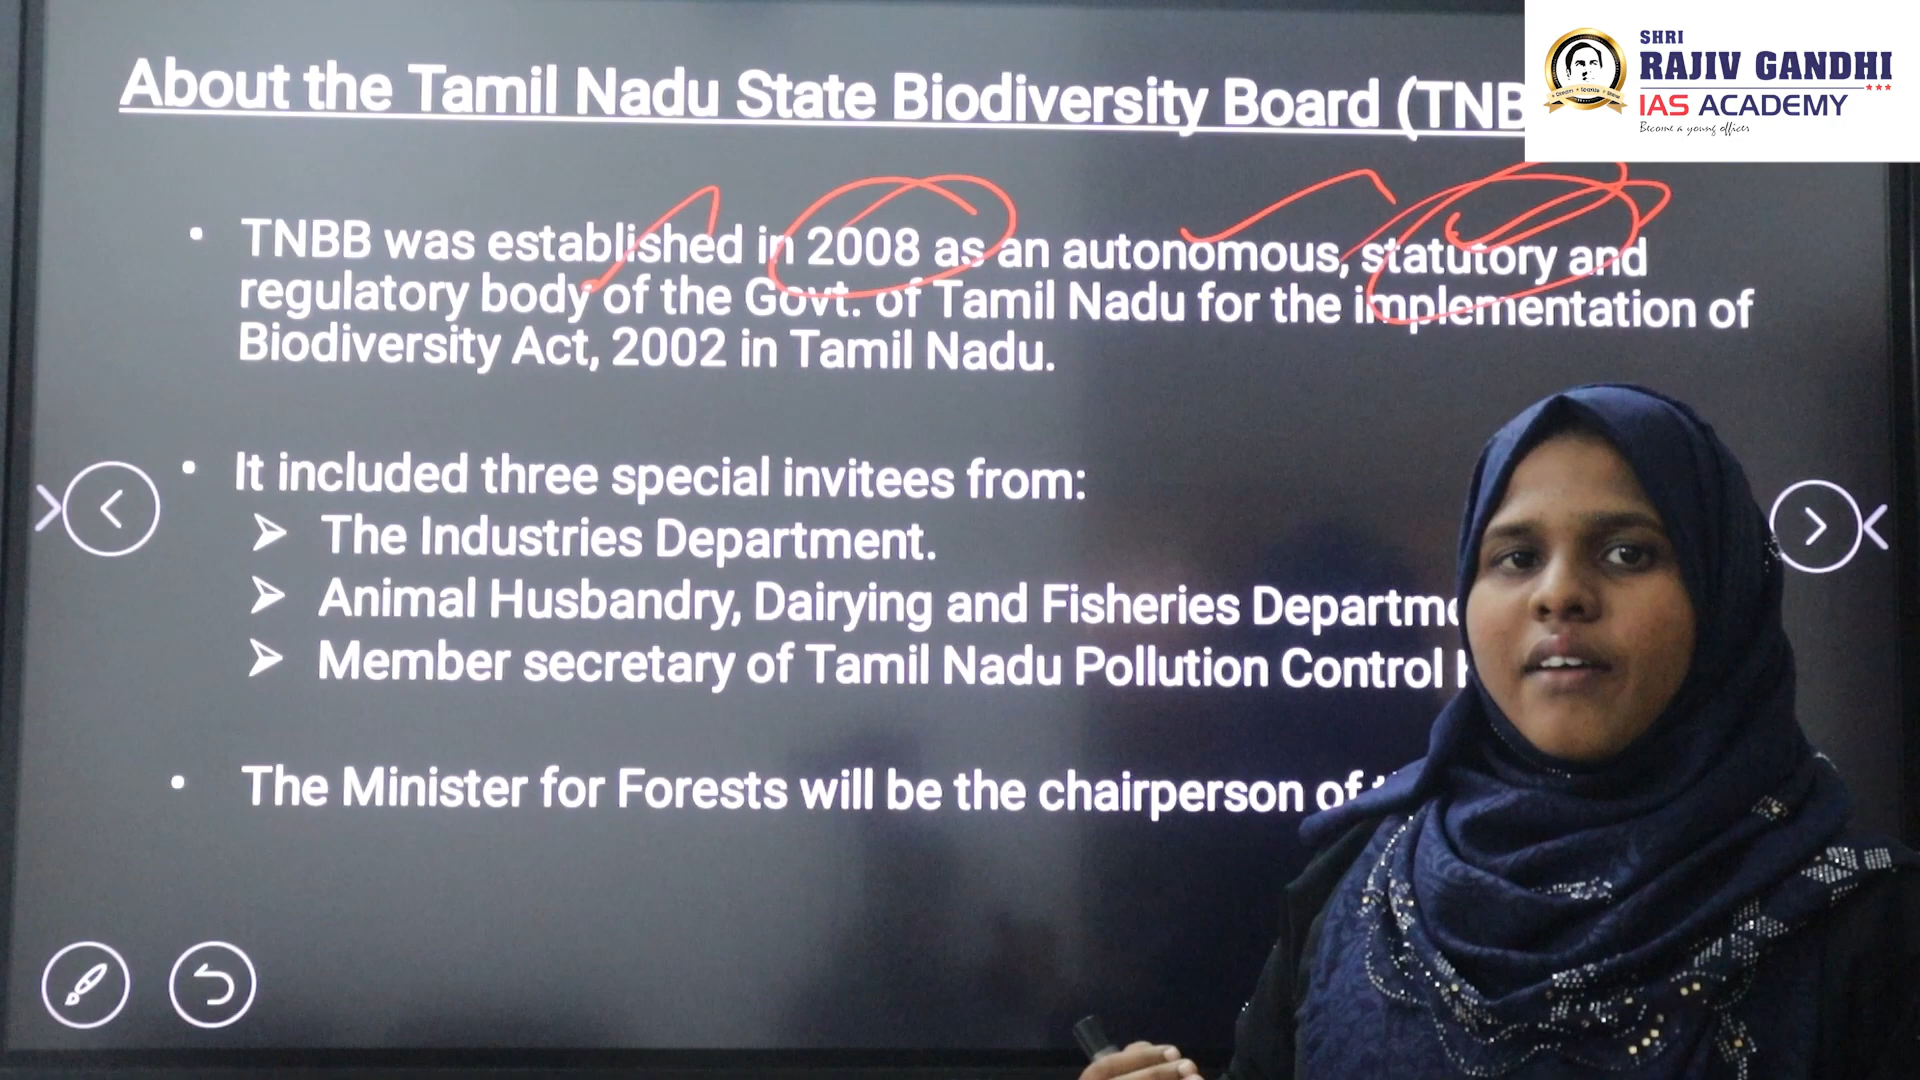 About the Tamil Nadu State Biodiversity Board (TNB
SHRI
RAJIV GANDHI
IAS ACADEMY
Become a young officer
• TNBB was established in 2008 as an autonomous, statutory and
regulatory body of the Govt. of Tamil Nadu for the implementation of
Biodiversity Act, 2002 in Tamil Nadu.
• It included three special invitees from:
➢ The Industries Department.
➢ Animal Husbandry, Dairying and Fisheries Departm
➢ Member secretary of Tamil Nadu Pollution Control
• The Minister for Forests will be the chairperson of